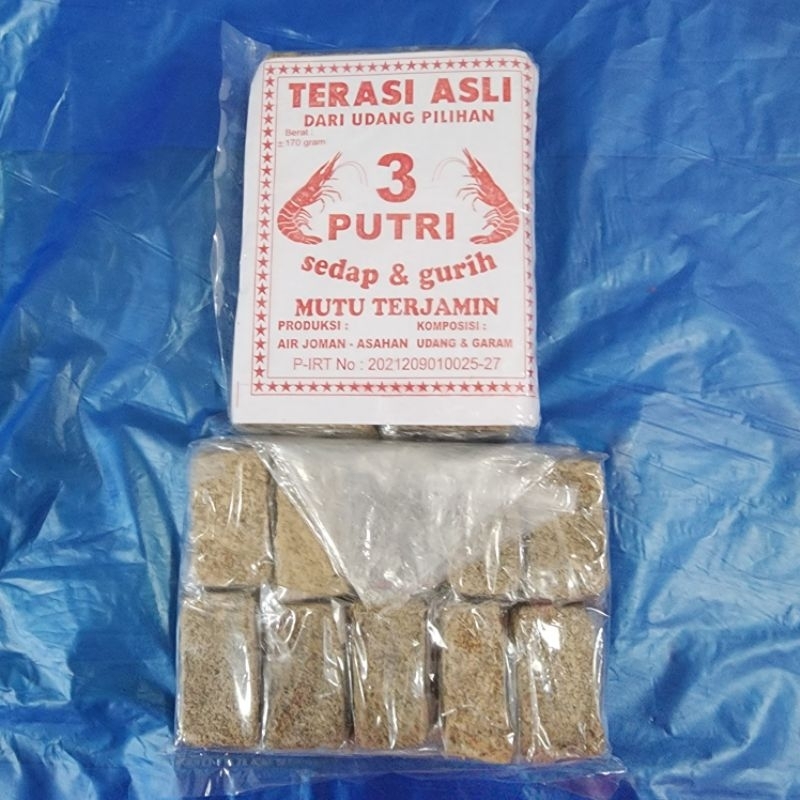 TERASI ASLI
DARI UDANG PILIHAN
Berat :
± 170 gram
3
PUTRI
sedap & gurih
MUTU TERJAMIN
PRODUKSI : KOMPOSISI :
AIR JOMAN - ASAHAN UDANG & GARAM
P-IRT No : 2021209010025-27